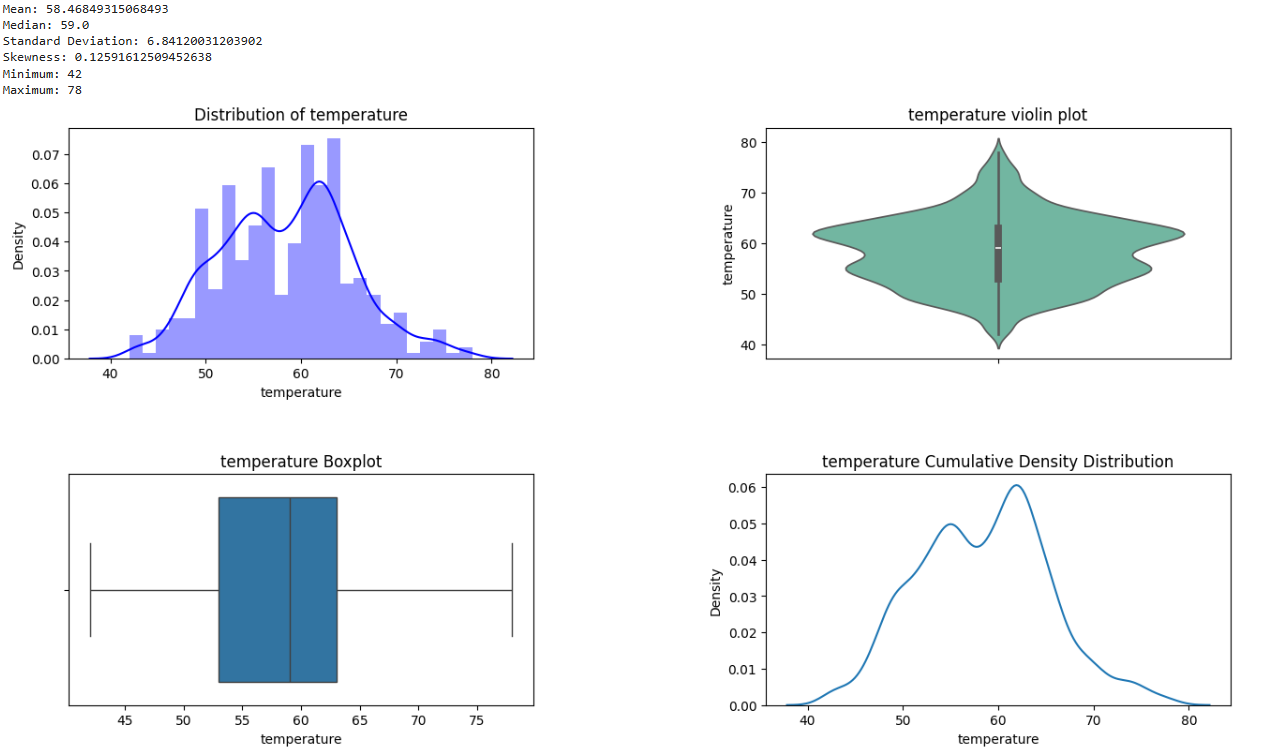 Mean: 58.46849315068493
Median: 59.0
Standard Deviation: 6.84120031203902
Skewness: 0.12591612509452638
Minimum: 42
Maximum: 78
Distribution of temperature
0.07
0.06
0.05
0.04
0.03
0.02
0.01
0.00
Density
40 50 60 70 80
temperature
temperature violin plot
80
70
60
50
40
temperature
temperature Boxplot
45 50 55 60 65 70 75
temperature
temperature Cumulative Density Distribution
0.06
0.05
0.04
0.03
0.02
0.01
0.00
Density
40 50 60 70 80
temperature